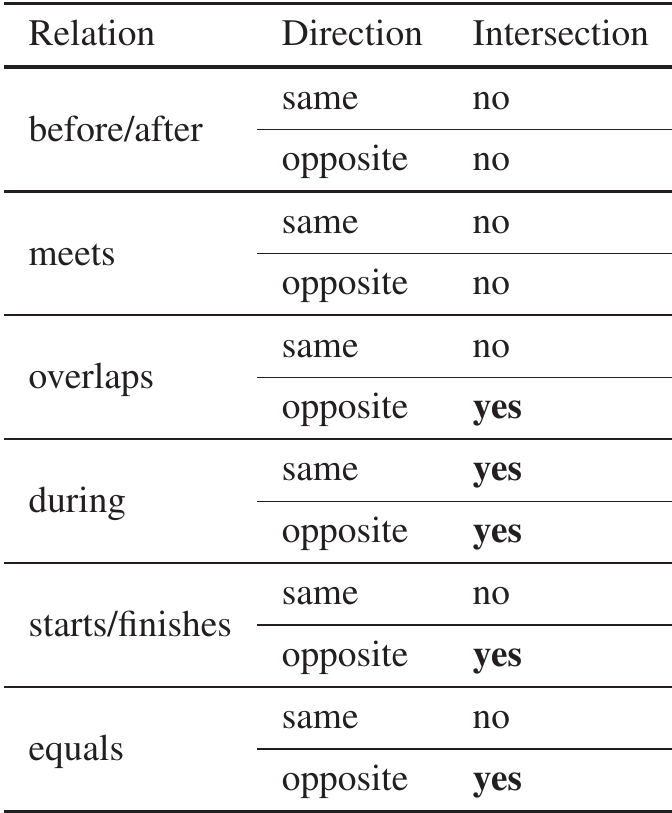 Relation Direction Intersection
before/after
same no
opposite no
meets
same no
opposite no
overlaps
same no
opposite yes
during
same yes
opposite yes
starts/finishes
same no
opposite yes
equals
same no
opposite yes